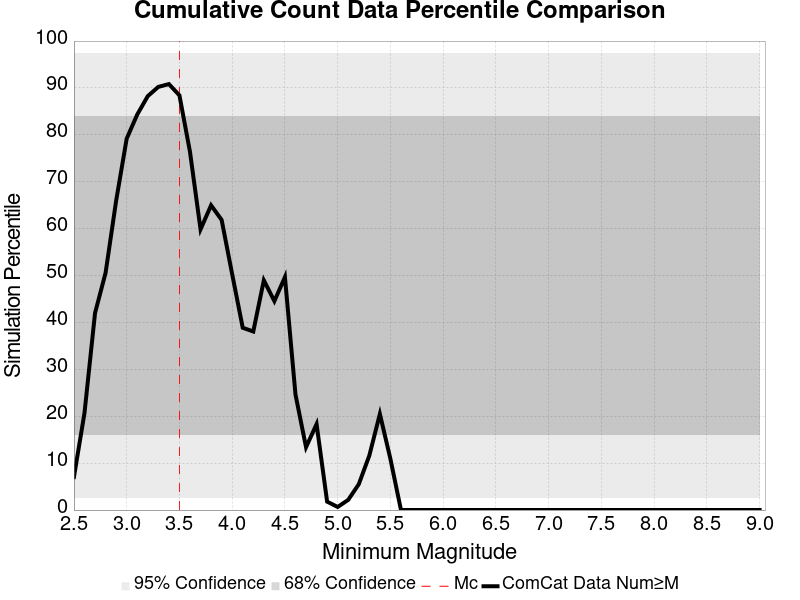 Cumulative Count Data Percentile Comparison
100
90
80
70
60
50
40
30
20
10
0
Simulation Percentile
2.5 3.0 3.5 4.0 4.5 5.0 5.5 6.0 6.5 7.0 7.5 8.0 8.5 9.0
Minimum Magnitude
95% Confidence 68% Confidence Mc ComCat Data Num≥M